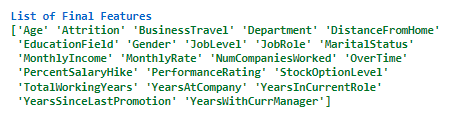 List of Final Features
['Age' 'Attrition' 'BusinessTravel' 'Department' 'DistanceFromHome'
'EducationField' 'Gender' 'JobLevel' 'JobRole' 'MaritalStatus'
'MonthlyIncome' 'MonthlyRate' 'NumCompaniesWorked' 'OverTime'
'PercentSalaryHike' 'PerformanceRating' 'StockOptionLevel'
'TotalWorkingYears' 'YearsAtCompany' 'YearsInCurrentRole'
'YearsSinceLastPromotion' 'YearsWithCurrManager']